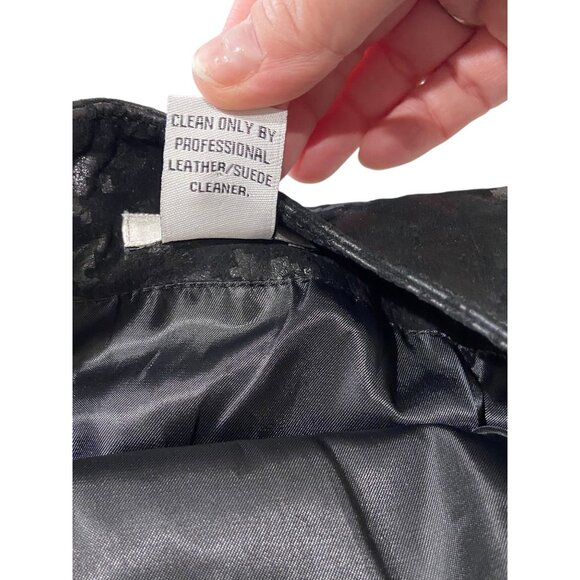 CLEAN ONLY BY
PROFESSIONAL
LEATHER/SUEDE
CLEANER.